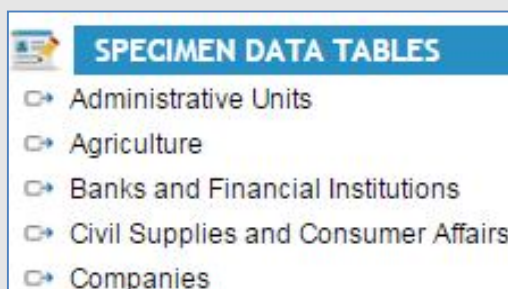 SPECIMEN DATA TABLES
Administrative Units
Agriculture
Banks and Financial Institutions
Civil Supplies and Consumer Affairs
Companies